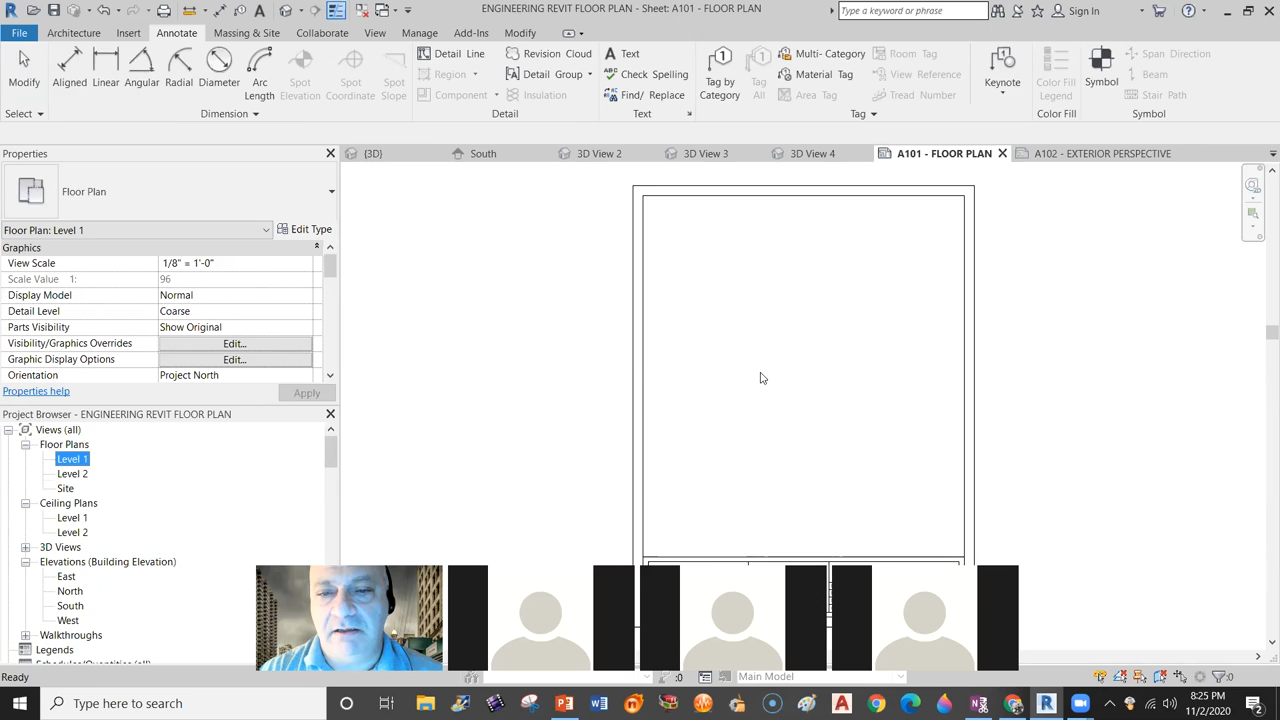 ENGINEERING REVIT FLOOR PLAN - Sheet: A101 - FLOOR PLAN
Type a keyword or phrase
Sign In
File Architecture Insert Annotate Massing & Site Collaborate View Manage Add-Ins Modify
Modify
Aligned Linear Angular Radial Diameter Arc Length Spot Elevation Spot Coordinate Spot Slope
Detail Line Revision Cloud
Region Detail Group
Component Insulation
Text
Check Spelling
Find/ Replace
Tag by Category
Tag All
Multi- Category Room Tag
Material Tag View Reference
Area Tag Tread Number
Keynote
Color Fill Legend
Symbol
Span Direction
Beam
Stair Path
Select Dimension Detail Text Tag Color Fill Symbol
Properties
{3D} South 3D View 2 3D View 3 3D View 4 A101 - FLOOR PLAN A102 - EXTERIOR PERSPECTIVE
Floor Plan
Floor Plan: Level 1 Edit Type
Graphics
View Scale 1/8" = 1'-0"
Scale Value 1: 96
Display Model Normal
Detail Level Coarse
Parts Visibility Show Original
Visibility/Graphics Overrides Edit...
Graphic Display Options Edit...
Orientation Project North
Properties help Apply
Project Browser - ENGINEERING REVIT FLOOR PLAN
Views (all)
Floor Plans
Level 1
Level 2
Site
Ceiling Plans
Level 1
Level 2
3D Views
Elevations (Building Elevation)
East
North
South
West
Walkthroughs
Legends
Schedules/Quantities (all)
Ready
:0
Main Model
:0
Type here to search
8:25 PM
11/2/2020
2